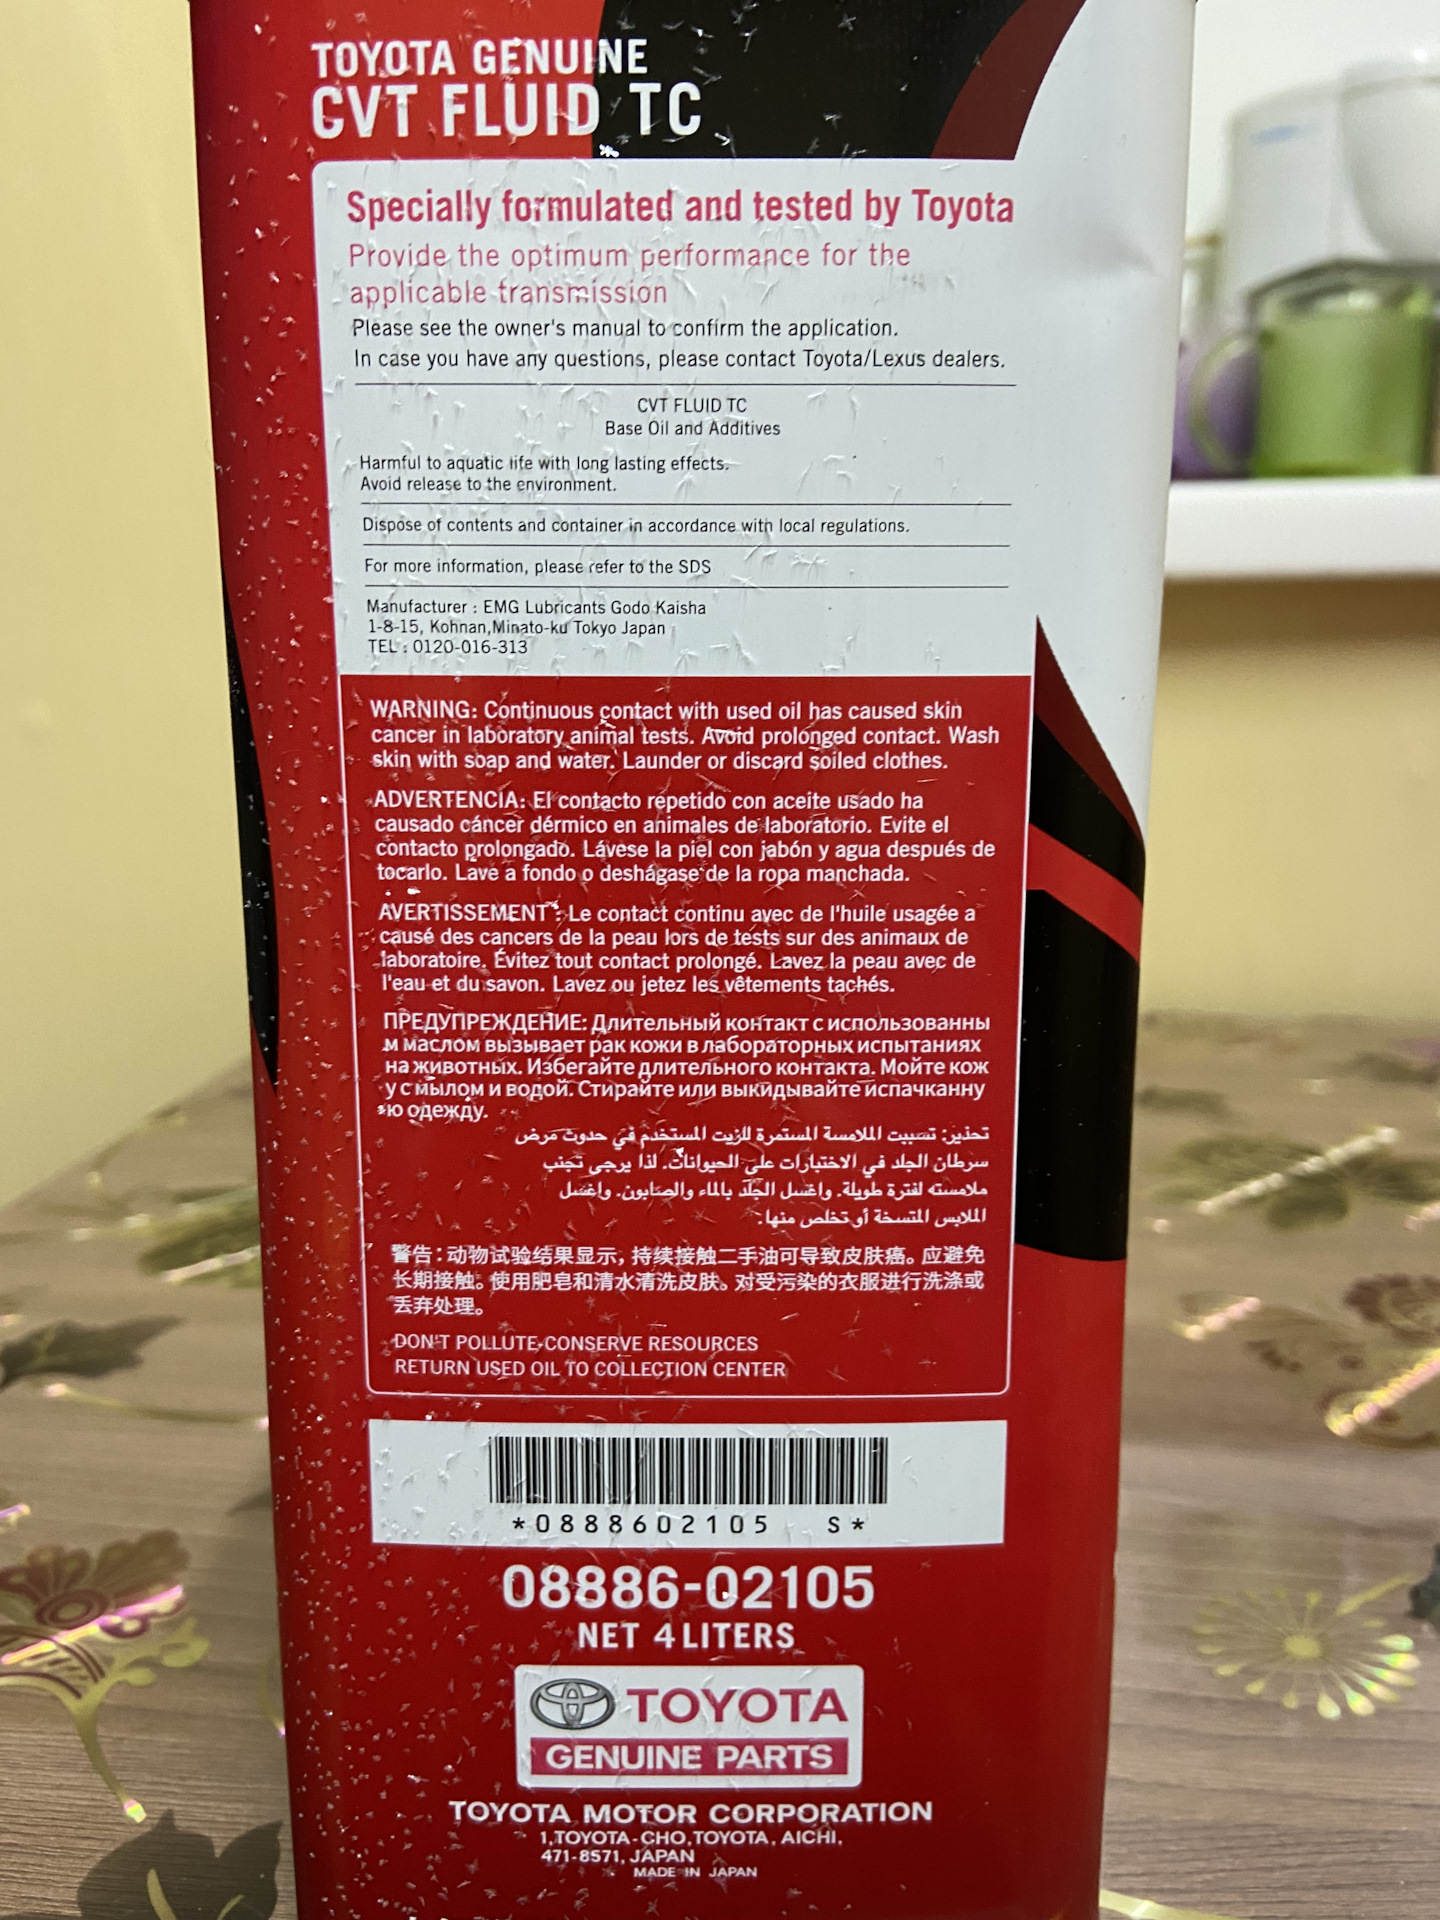 TOYOTA GENUINE
CVT FLUID TC
Specially formulated and tested by Toyota
Provide the optimum performance for the
applicable transmission
Please see the owner's manual to confirm the application.
In case you have any questions, please contact Toyota/Lexus dealers.
CVT FLUID TC
Base Oil and Additives
Harmful to aquatic life with long lasting effects.
Avoid release to the environment.
Dispose of contents and container in accordance with local regulations.
For more information, please refer to the SDS
Manufacturer : EMG Lubricants Godo Kaisha
1-8-15, Kohnan,Minato-ku Tokyo Japan
TEL : 0120-016-313
WARNING: Continuous contact with used oil has caused skin
cancer in laboratory animal tests. Avoid prolonged contact. Wash
skin with soap and water. Launder or discard soiled clothes.
ADVERTENCIA: El contacto repetido con aceite usado ha
causado cáncer dérmico en animales de laboratorio. Evite el
contacto prolongado. Lávese la piel con jabón y agua después de
tocarlo. Lave a fondo o deshágase de la ropa manchada.
AVERTISSEMENT : Le contact continu avec de l'huile usagée a
causé des cancers de la peau lors de tests sur des animaux de
laboratoire. Évitez tout contact prolongé. Lavez la peau avec de
l'eau et du savon. Lavez ou jetez les vêtements tachés.
ПРЕДУПРЕЖДЕНИЕ: Длительный контакт с использованны
м маслом вызывает рак кожи в лабораторных испытаниях
на животных. Избегайте длительного контакта. Мойте кож
у с мылом и водой. Стирайте или выкидывайте испачканну
ю одежду.
تحذير: تسببت الملامسة المستمرة للزيت المستخدم في حدوث مرض
سرطان الجلد في الاختبارات على الحيوانات. لذا يرجى تجنب
ملامسته لفترة طويلة. واغسل الجلد بالماء والصابون. واغسل
الملابس المتسخة أو تخلص منها.
警告：动物试验结果显示，持续接触二手油可导致皮肤癌。应避免
长期接触。使用肥皂和清水清洗皮肤。对受污染的衣服进行洗涤或
丢弃处理。
DON'T POLLUTE-CONSERVE RESOURCES
RETURN USED OIL TO COLLECTION CENTER
*0888602105 S*
08886-02105
NET 4 LITERS
TOYOTA
GENUINE PARTS
TOYOTA MOTOR CORPORATION
1,TOYOTA-CHO,TOYOTA, AICHI,
471-8571, JAPAN
MADE IN JAPAN